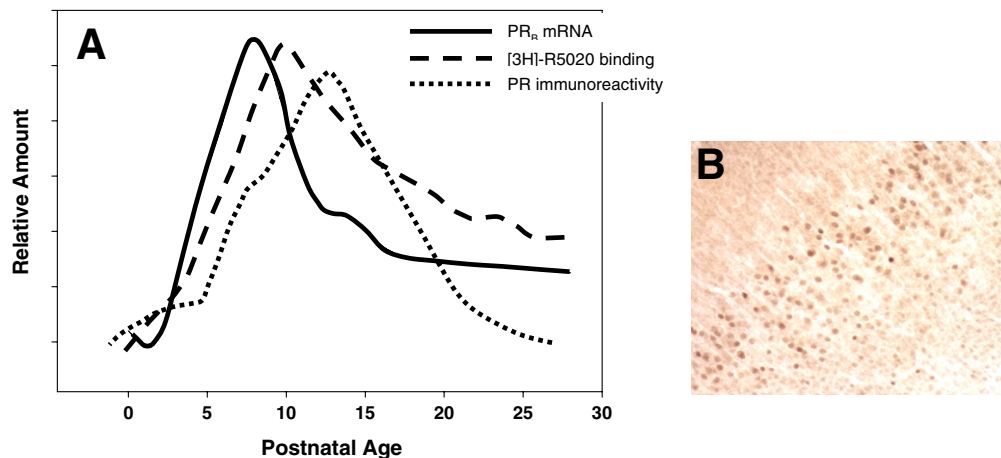 A
PR_B mRNA
[3H]-R5020 binding
PR immunoreactivity
Relative Amount
0 5 10 15 20 25 30
Postnatal Age
B